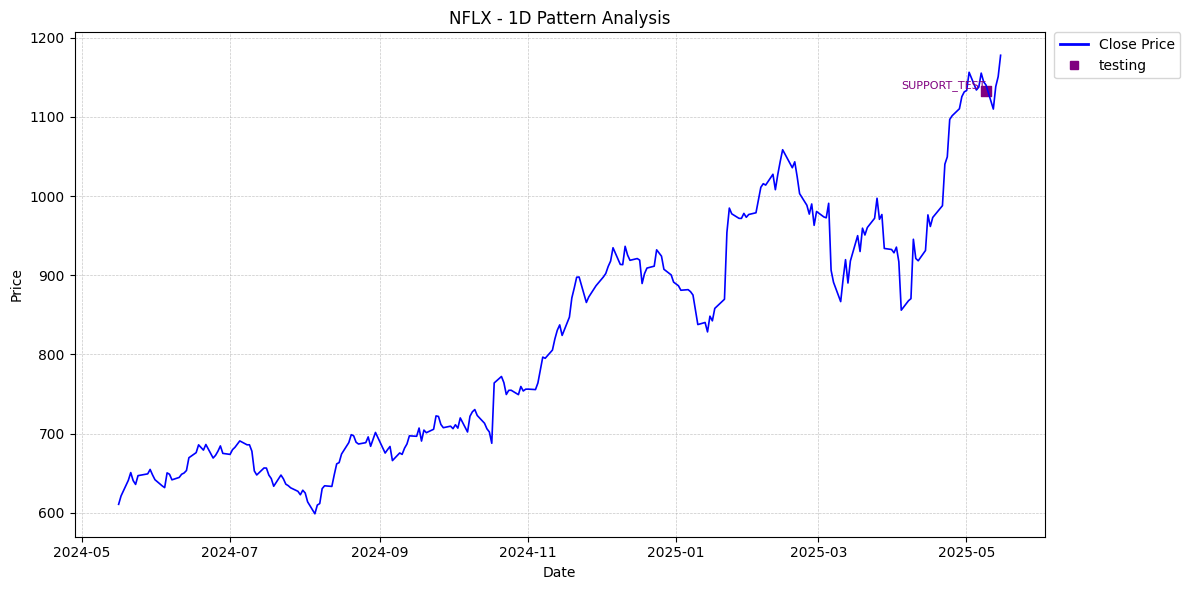 NFLX - 1D Pattern Analysis
1200
1100
1000
900
800
700
600
Price
2024-05
2024-07
2024-09
2024-11
2025-01
2025-03
2025-05
Date
Close Price
testing
SUPPORT_TEST